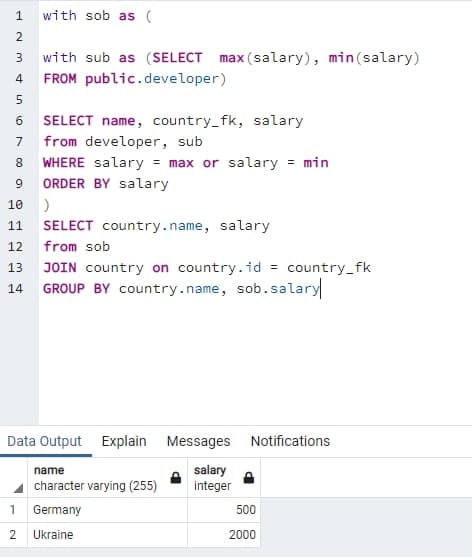 1 with sob as (
2
3 with sub as (SELECT max(salary), min(salary)
4 FROM public.developer)
5
6 SELECT name, country_fk, salary
7 from developer, sub
8 WHERE salary = max or salary = min
9 ORDER BY salary
10 )
11 SELECT country.name, salary
12 from sob
13 JOIN country on country.id = country_fk
14 GROUP BY country.name, sob.salary
Data Output Explain Messages Notifications
name salary
character varying (255) integer
1 Germany 500
2 Ukraine 2000